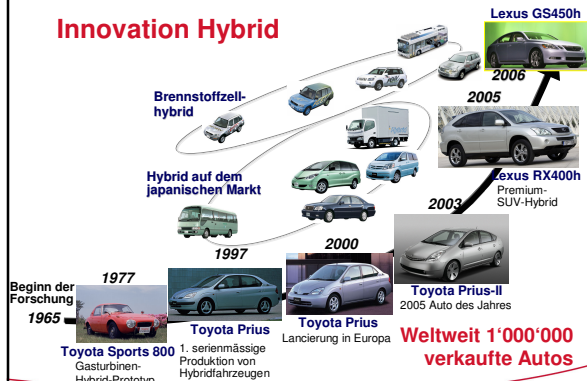 Innovation Hybrid
Lexus GS450h
2006
2005
Brennstoffzell-
hybrid
Lexus RX400h
Premium-
SUV-Hybrid
Hybrid auf dem
japanischen Markt
2003
2000
1997
1977
Beginn der
Forschung
1965
Toyota Prius-II
2005 Auto des Jahres
Toyota Prius
Lancierung in Europa
Toyota Prius
1. serienmässige
Produktion von
Hybridfahrzeugen
Toyota Sports 800
Gasturbinen-
Hybrid-Prototyp
Weltweit 1‘000‘000
verkaufte Autos